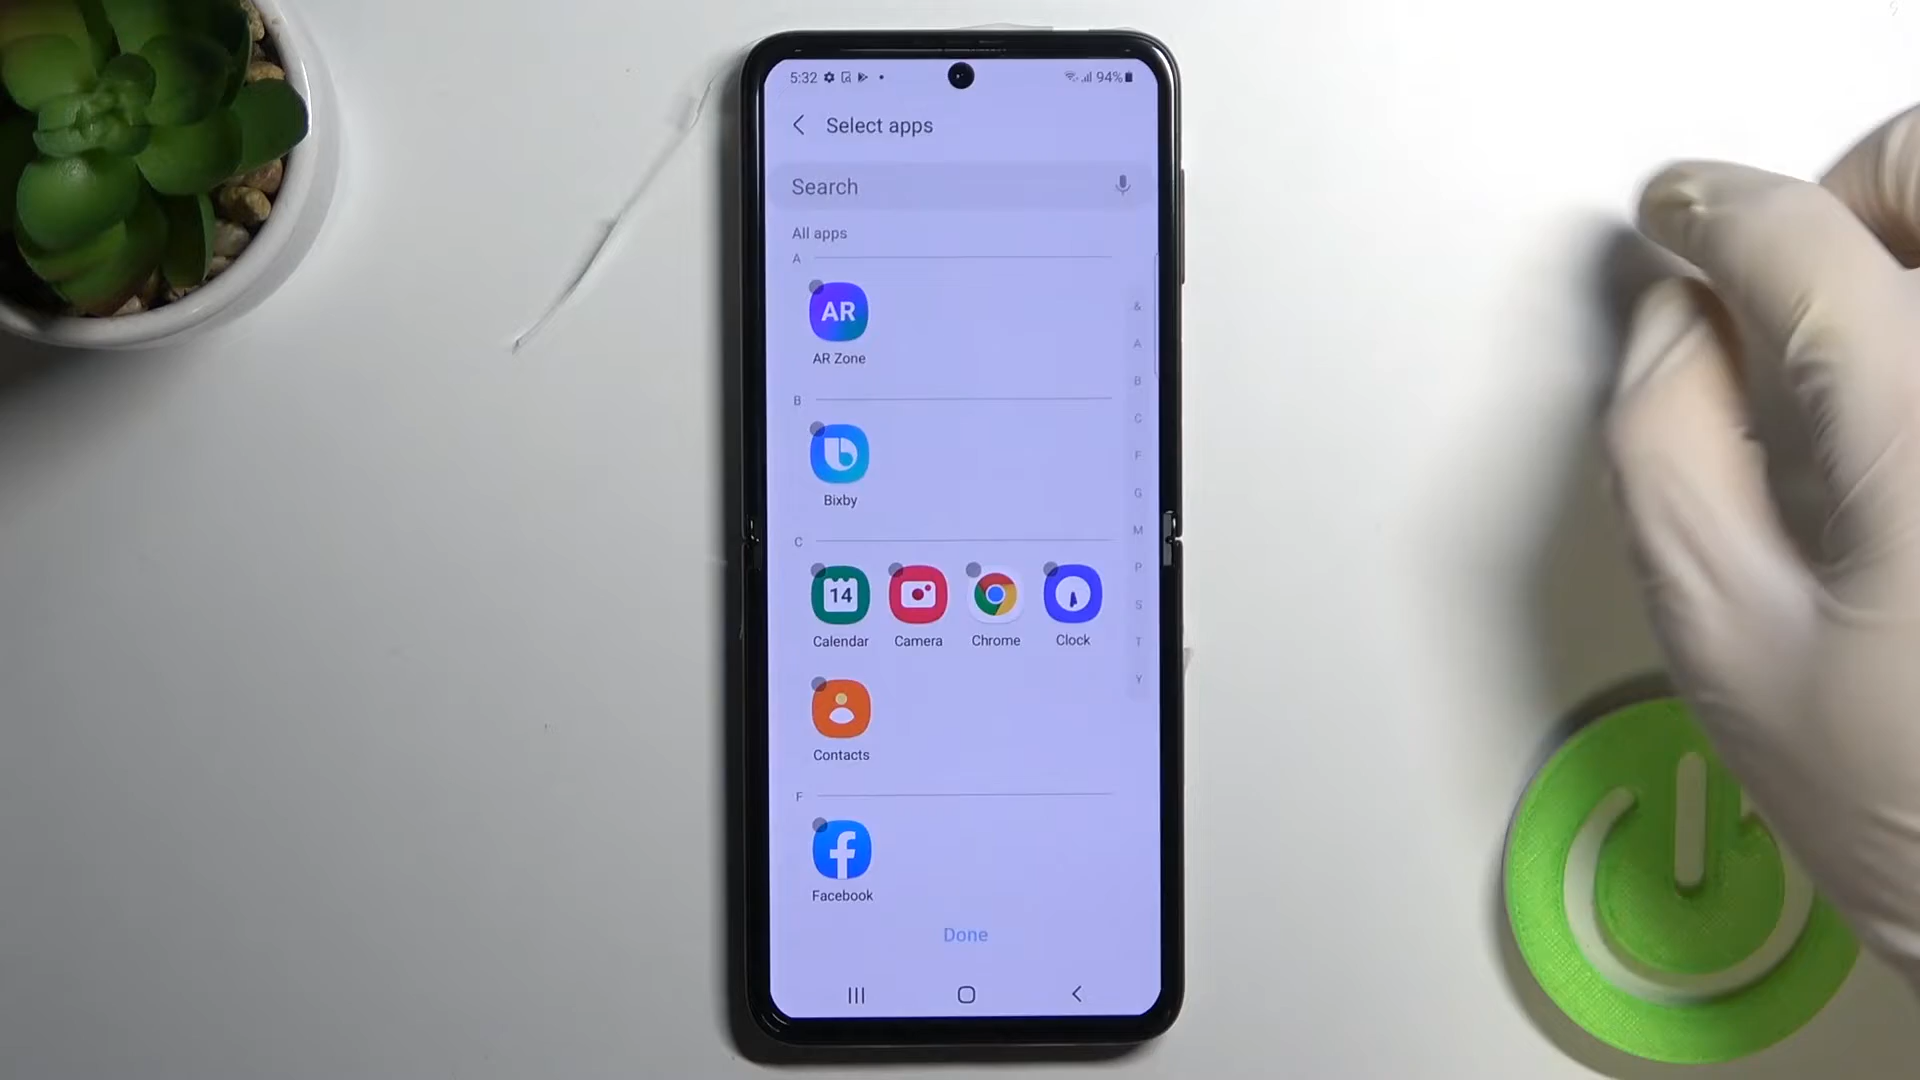 5:32 94%
Select apps
Search
All apps
A
AR
AR Zone
B
Bixby
C
14
Calendar Camera Chrome Clock
Contacts
F
Facebook
Done
&
A
B
C
F
G
M
P
S
T
Y